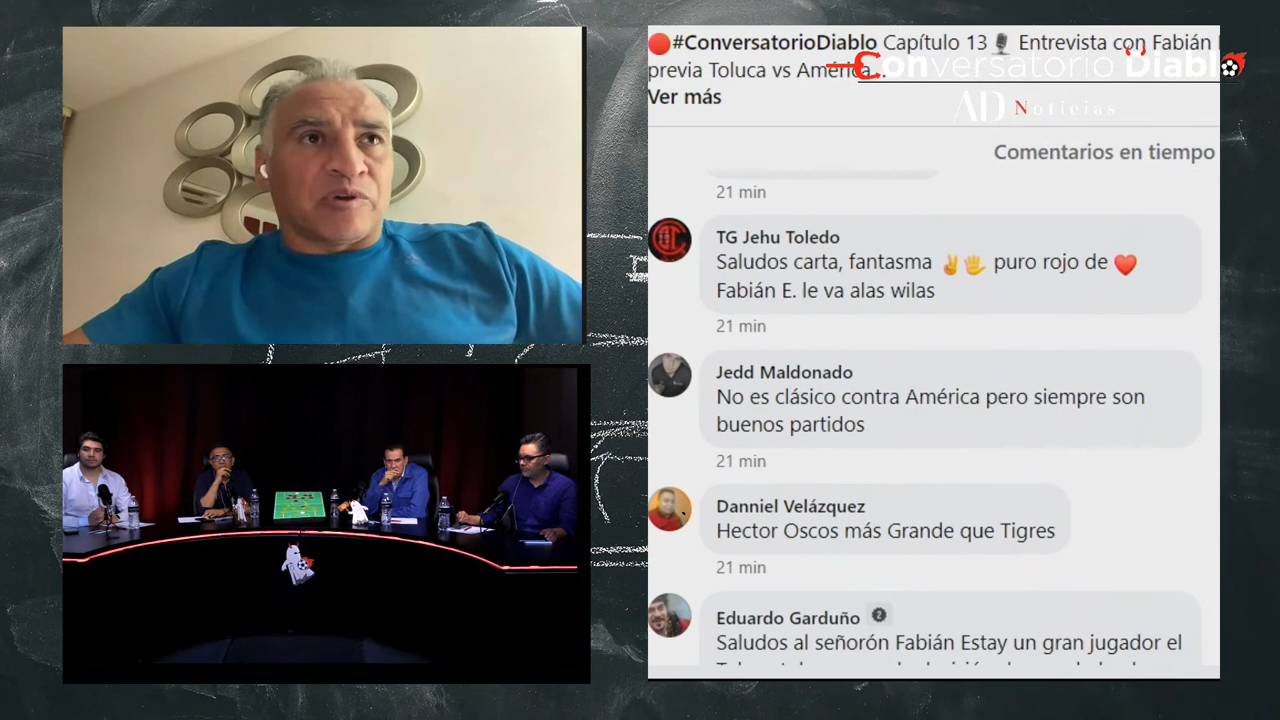 🔴#ConversatorioDiablo Capítulo 13🎙 Entrevista con Fabián
previa Toluca vs América...
Ver más
Conversatorio Diablo
AD Noticias
Comentarios en tiempo
21 min
TG Jehu Toledo
Saludos carta, fantasma ✌🖐 puro rojo de ❤
Fabián E. le va alas wilas
21 min
Jedd Maldonado
No es clásico contra América pero siempre son
buenos partidos
21 min
Danniel Velázquez
Hector Oscos más Grande que Tigres
21 min
Eduardo Garduño
Saludos al señorón Fabián Estay un gran jugador el